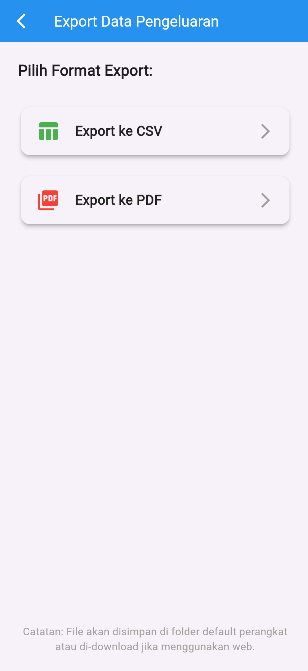 Export Data Pengeluaran
Pilih Format Export:
Export ke CSV
PDF
Export ke PDF
Catatan: File akan disimpan di folder default perangkat
atau di-download jika menggunakan web.